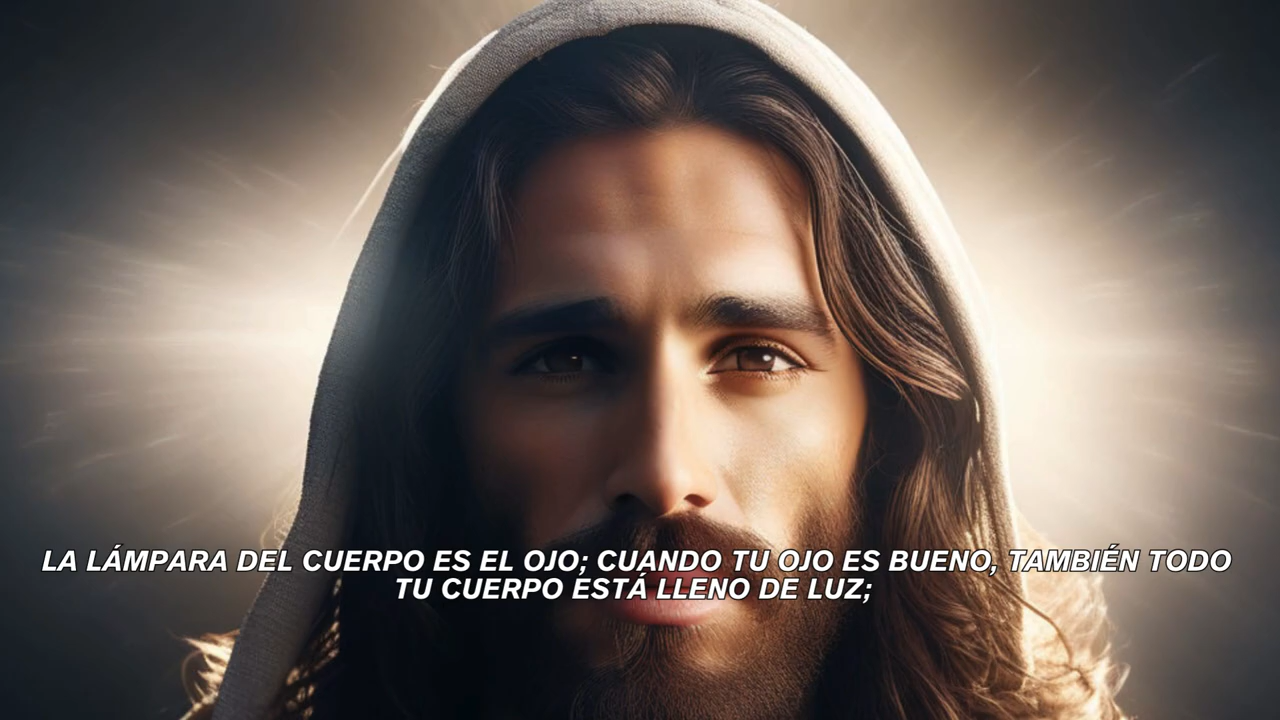 LA LÁMPARA DEL CUERPO ES EL OJO; CUANDO TU OJO ES BUENO, TAMBIÉN TODO
TU CUERPO ESTÁ LLENO DE LUZ;